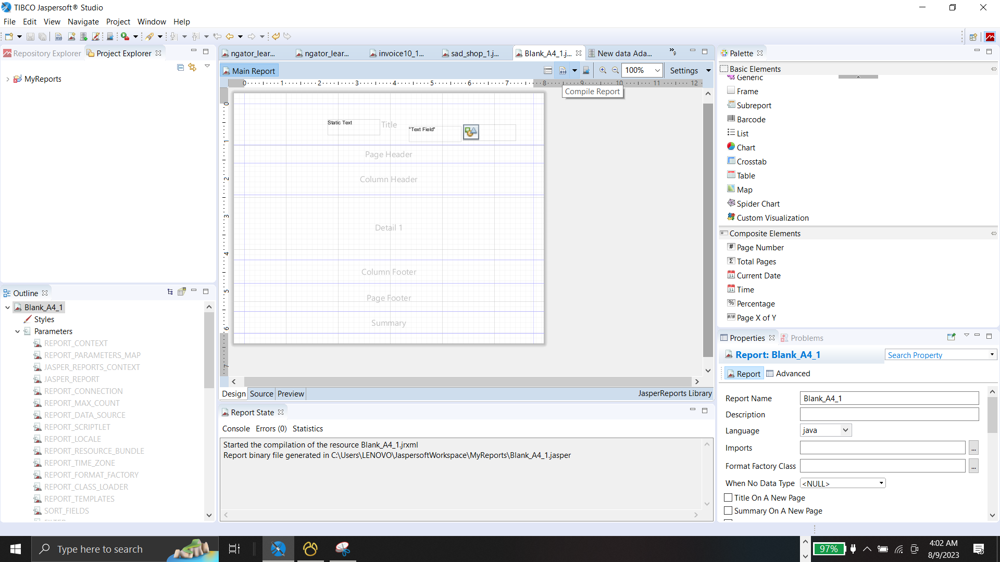 TIBCO Jaspersoft® Studio
File Edit View Navigate Project Window Help
Repository Explorer Project Explorer
MyReports
ngator_lear... ngator_lear... invoice10_1... sad_shop_1.j... Blank_A4_1.j... New data Ada... »9
Main Report 100% Settings
0 1 2 3 4 5 6 7 8 9 10 11 12
Compile Report
0
1
2
3
4
5
6
7
Static Text
Title
"Text Field"
Page Header
Column Header
Detail 1
Column Footer
Page Footer
Summary
Design Source Preview
JasperReports Library
Outline
Blank_A4_1
Styles
Parameters
REPORT_CONTEXT
REPORT_PARAMETERS_MAP
JASPER_REPORTS_CONTEXT
JASPER_REPORT
REPORT_CONNECTION
REPORT_MAX_COUNT
REPORT_DATA_SOURCE
REPORT_SCRIPTLET
REPORT_LOCALE
REPORT_RESOURCE_BUNDLE
REPORT_TIME_ZONE
REPORT_FORMAT_FACTORY
REPORT_CLASS_LOADER
REPORT_TEMPLATES
SORT_FIELDS
Report State
Console Errors (0) Statistics
Started the compilation of the resource Blank_A4_1.jrxml
Report binary file generated in C:\Users\LENOVO\JaspersoftWorkspace\MyReports\Blank_A4_1.jasper
Palette
Basic Elements
Generic
Frame
Subreport
Barcode
List
Chart
Crosstab
Table
Map
Spider Chart
Custom Visualization
Composite Elements
Page Number
Total Pages
Current Date
Time
Percentage
Page X of Y
Properties Problems
Report: Blank_A4_1
Search Property
Report Advanced
Report Name Blank_A4_1
Description
Language java
Imports ...
Format Factory Class ...
When No Data Type <NULL>
Title On A New Page
Summary On A New Page
Type here to search
97%
4:02 AM
8/9/2023